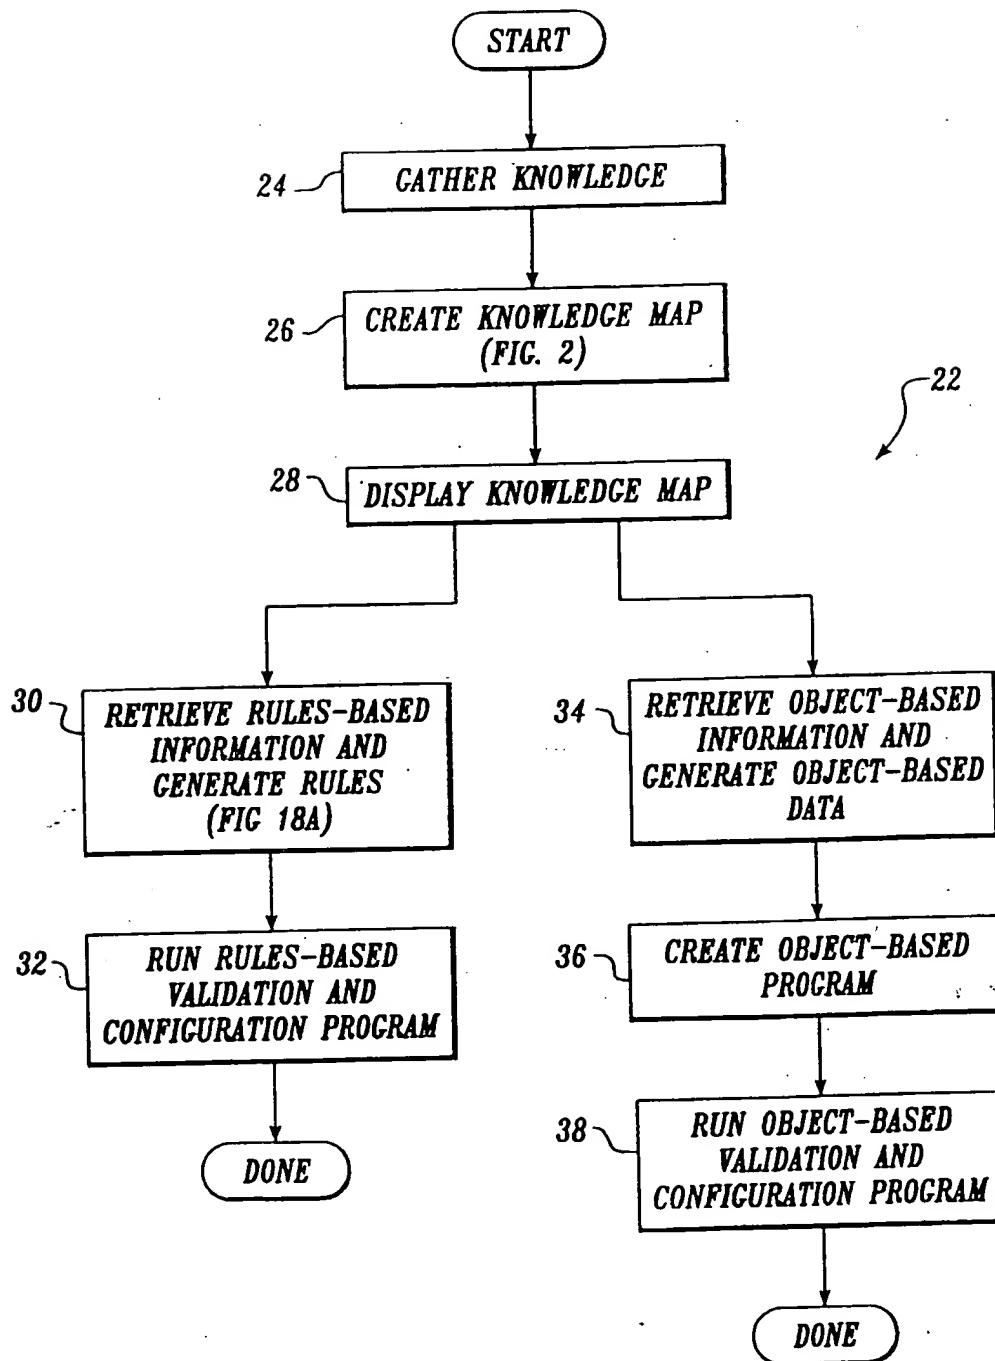 START
24
GATHER KNOWLEDGE
26
CREATE KNOWLEDGE MAP
(FIG. 2)
22
28
DISPLAY KNOWLEDGE MAP
30
RETRIEVE RULES-BASED
INFORMATION AND
GENERATE RULES
(FIG 18A)
34
RETRIEVE OBJECT-BASED
INFORMATION AND
GENERATE OBJECT-BASED
DATA
32
RUN RULES-BASED
VALIDATION AND
CONFIGURATION PROGRAM
36
CREATE OBJECT-BASED
PROGRAM
DONE
38
RUN OBJECT-BASED
VALIDATION AND
CONFIGURATION PROGRAM
DONE